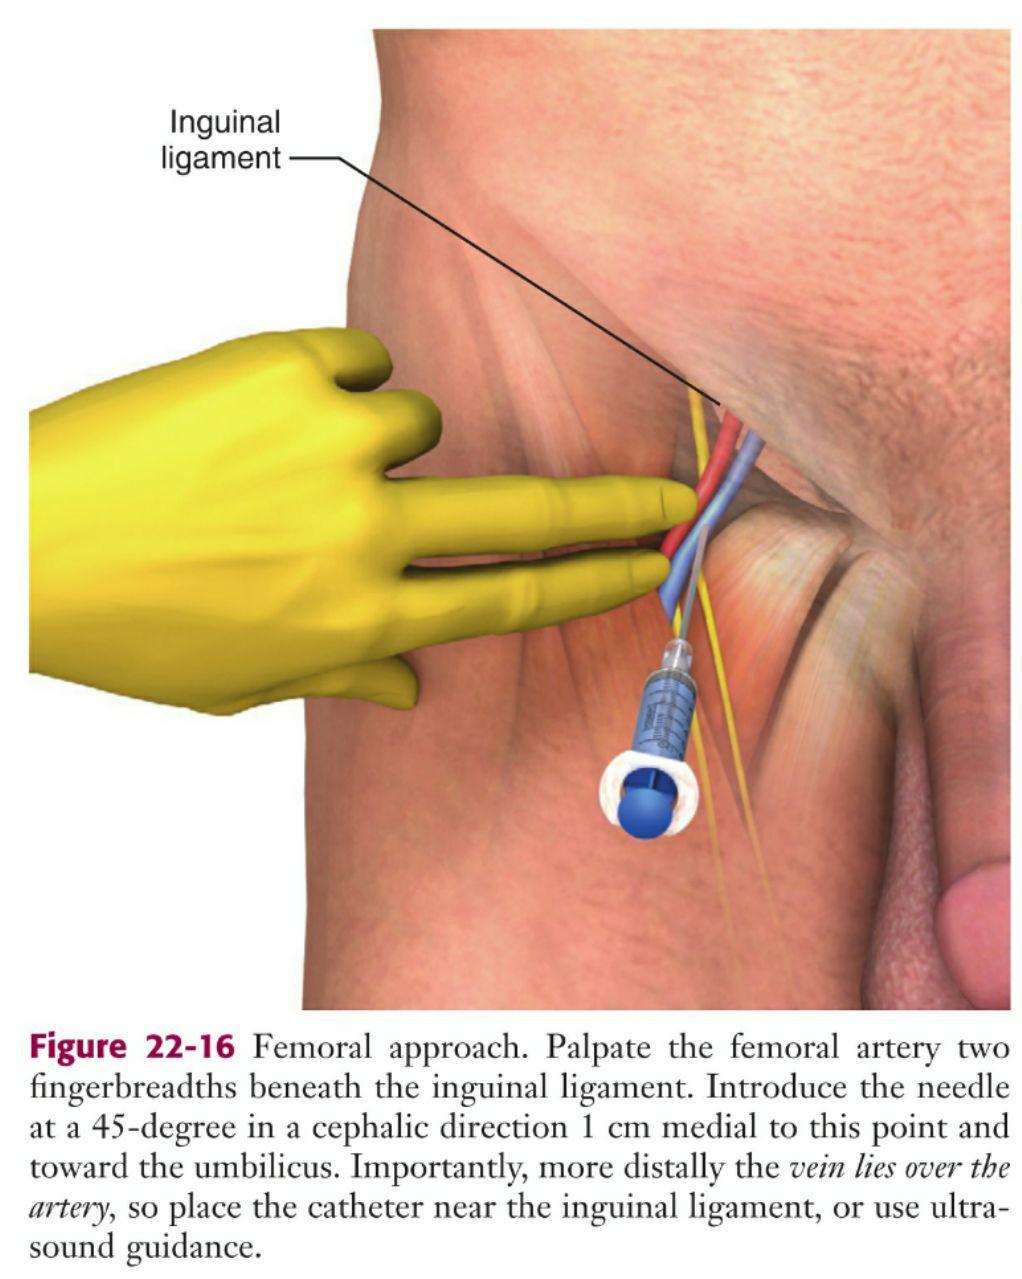 Inguinal
ligament
Figure 22-16 Femoral approach. Palpate the femoral artery two
fingerbreadths beneath the inguinal ligament. Introduce the needle
at a 45-degree in a cephalic direction 1 cm medial to this point and
toward the umbilicus. Importantly, more distally the vein lies over the
artery, so place the catheter near the inguinal ligament, or use ultra-
sound guidance.